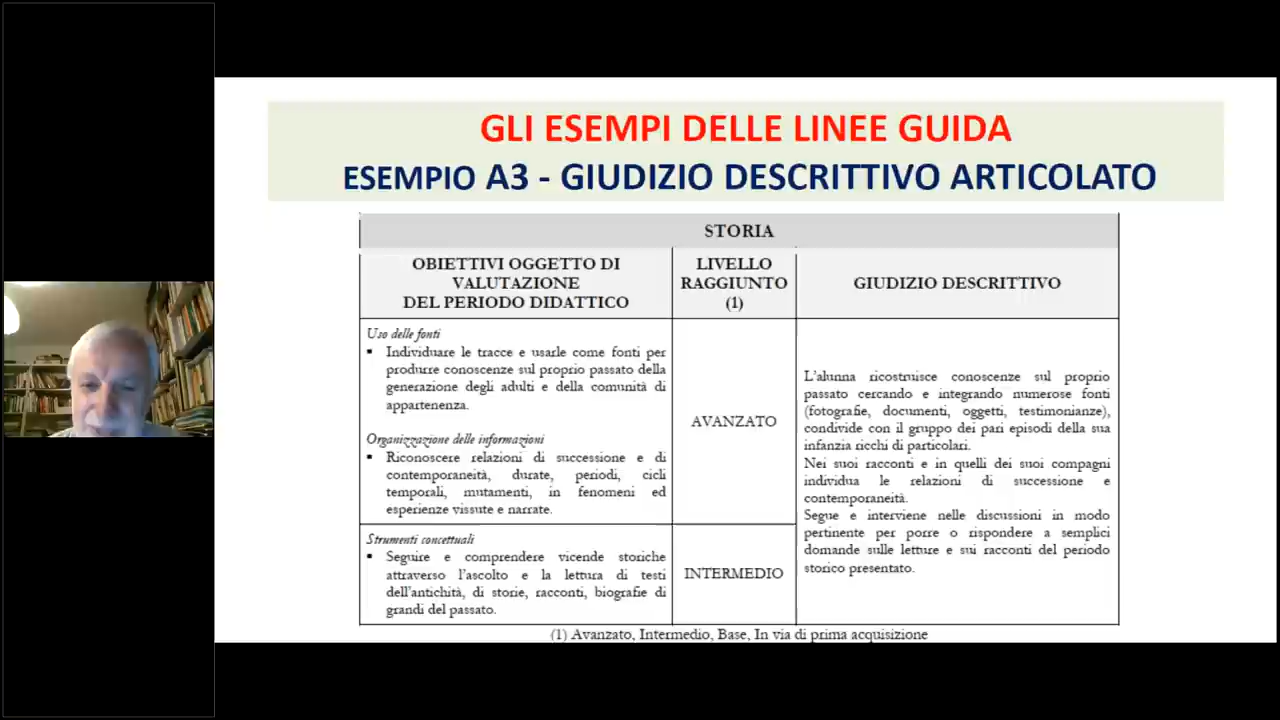 GLI ESEMPI DELLE LINEE GUIDA
ESEMPIO A3 - GIUDIZIO DESCRITTIVO ARTICOLATO
STORIA
OBIETTIVI OGGETTO DI
VALUTAZIONE
DEL PERIODO DIDATTICO
LIVELLO
RAGGIUNTO
(1)
GIUDIZIO DESCRITTIVO
Uso delle fonti
▪ Individuare le tracce e usarle come fonti per
produrre conoscenze sul proprio passato della
generazione degli adulti e della comunità di
appartenenza.
Organizzazione delle informazioni
▪ Riconoscere relazioni di successione e di
contemporaneità, durate, periodi, cicli
temporali, mutamenti, in fenomeni ed
esperienze vissute e narrate.
AVANZATO
Strumenti concettuali
▪ Seguire e comprendere vicende storiche
attraverso l'ascolto e la lettura di testi
dell'antichità, di storie, racconti, biografie di
grandi del passato.
INTERMEDIO
L'alunna ricostruisce conoscenze sul proprio
passato cercando e integrando numerose fonti
(fotografie, documenti, oggetti, testimonianze),
condivide con il gruppo dei pari episodi della sua
infanzia ricchi di particolari.
Nei suoi racconti e in quelli dei suoi compagni
individua le relazioni di successione e
contemporaneità.
Segue e interviene nelle discussioni in modo
pertinente per porre o rispondere a semplici
domande sulle letture e sui racconti del periodo
storico presentato.
(1) Avanzato, Intermedio, Base, In via di prima acquisizione